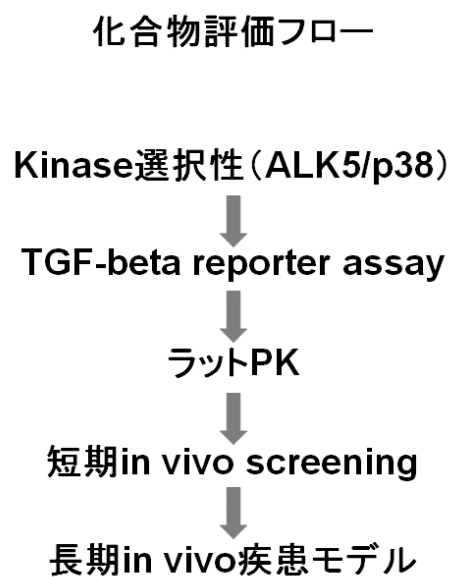 化合物評価フロー
Kinase選択性（ALK5/p38）
TGF-beta reporter assay
ラットPK
短期in vivo screening
長期in vivo疾患モデル